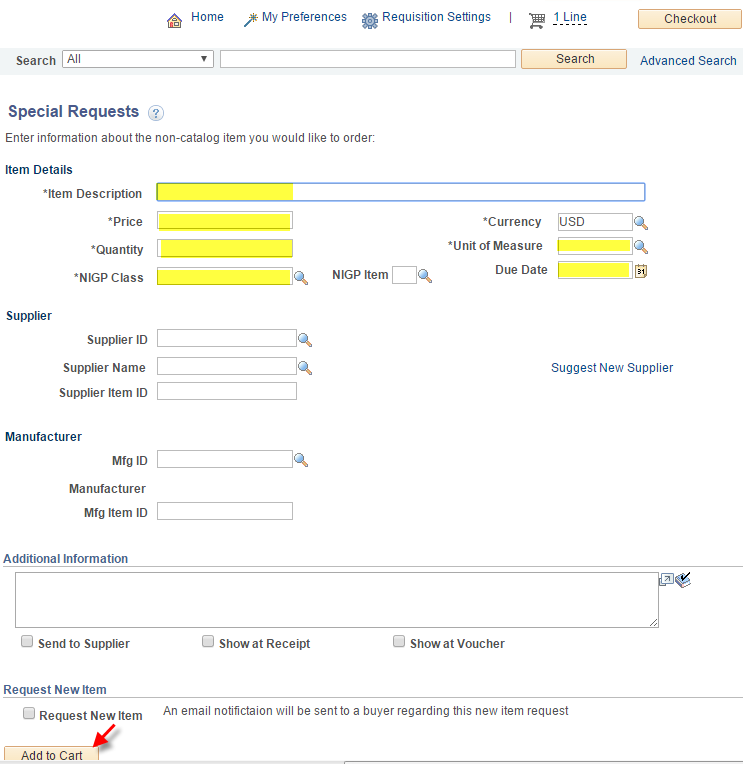 Home My Preferences Requisition Settings | 1 Line Checkout
Search All Search Advanced Search
Special Requests ?
Enter information about the non-catalog item you would like to order:
Item Details
*Item Description
*Price *Currency USD
*Quantity *Unit of Measure
*NIGP Class NIGP Item Due Date 31
Supplier
Supplier ID
Supplier Name Suggest New Supplier
Supplier Item ID
Manufacturer
Mfg ID
Manufacturer
Mfg Item ID
Additional Information
Send to Supplier Show at Receipt Show at Voucher
Request New Item
Request New Item An email notifictaion will be sent to a buyer regarding this new item request
Add to Cart